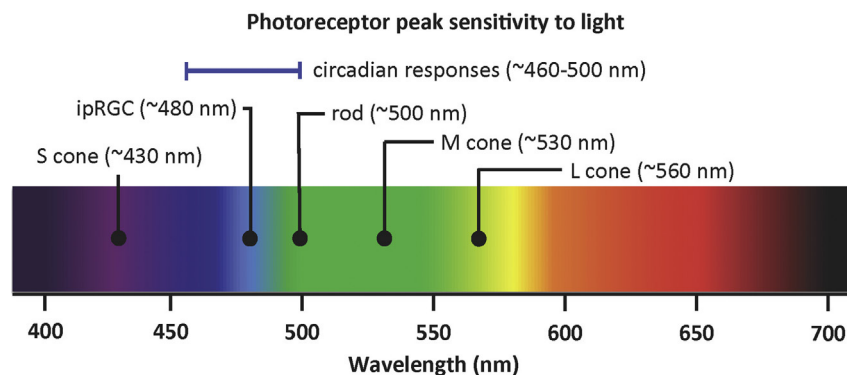 Photoreceptor peak sensitivity to light
circadian responses (~460-500 nm)
ipRGC (~480 nm)
rod (~500 nm)
M cone (~530 nm)
S cone (~430 nm)
L cone (~560 nm)
400 450 500 550 600 650 700
Wavelength (nm)